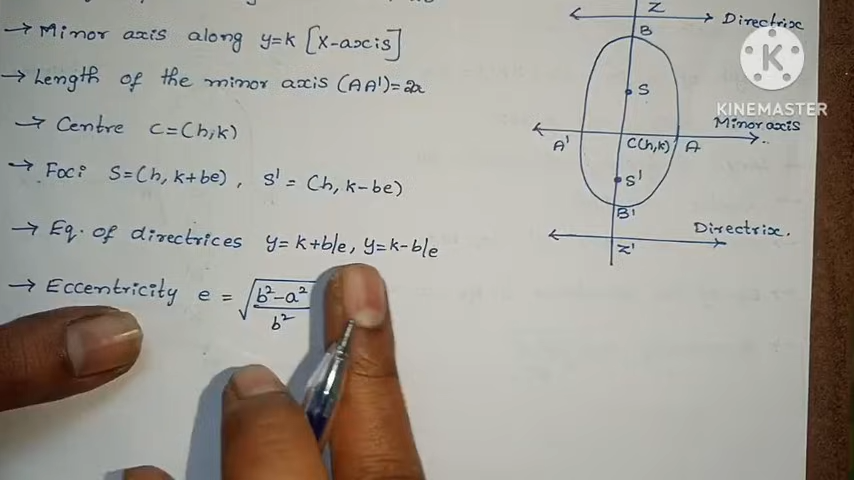 → Minor axis along y=k [X-axis]
→ Length of the minor axis (AA')=2a
→ Centre C=(h,k)
→ Foci S=(h, k+be), S'=(h, k-be)
→ Eq. of directrices y=k+b/e, y=k-b/e
→ Eccentricity e = √((b²-a²)/b²)
Z
Directrix
B
K
KINEMASTER
S
Minor axis
A'
C(h,k)
A
S'
B'
Directrix.
Z'